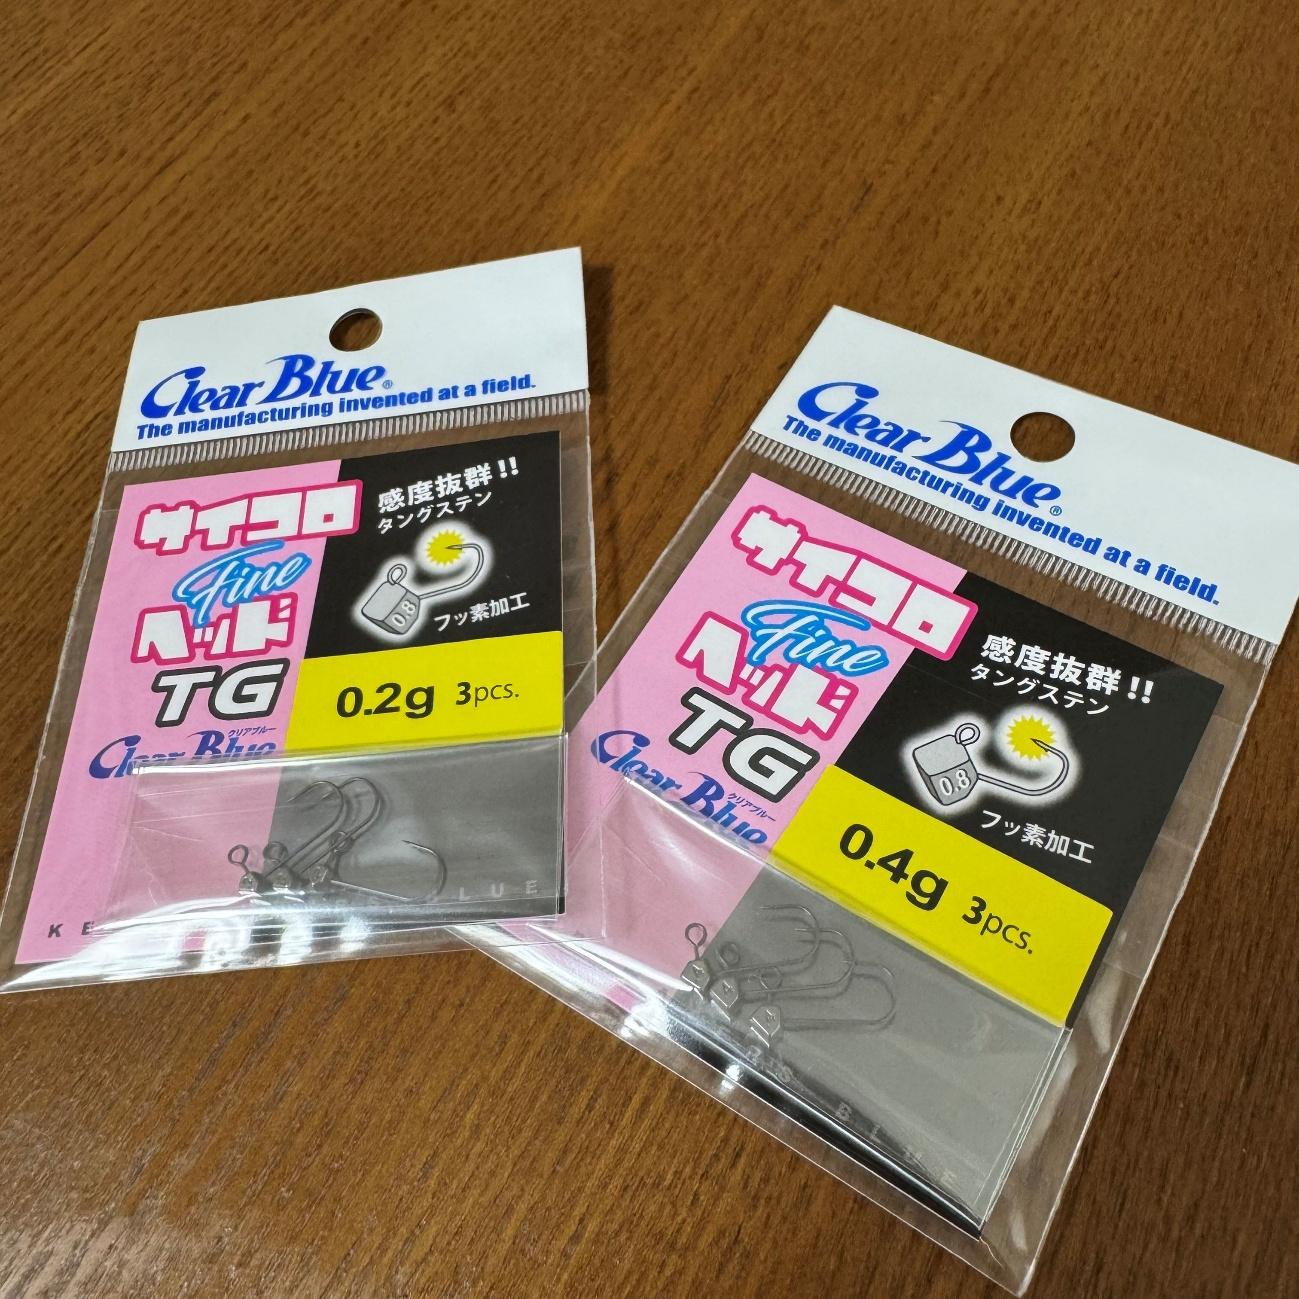 Clear Blue®
The manufacturing invented at a field.
サイコロ
Fine
ヘッド
TG
クリアブルー
Clear Blue
感度抜群!!
タングステン
0.8
フッ素加工
0.2g 3pcs.
Clear Blue®
The manufacturing invented at a field.
サイコロ
Fine
ヘッド
TG
クリアブルー
Clear Blue
感度抜群!!
タングステン
0.8
フッ素加工
0.4g 3pcs.